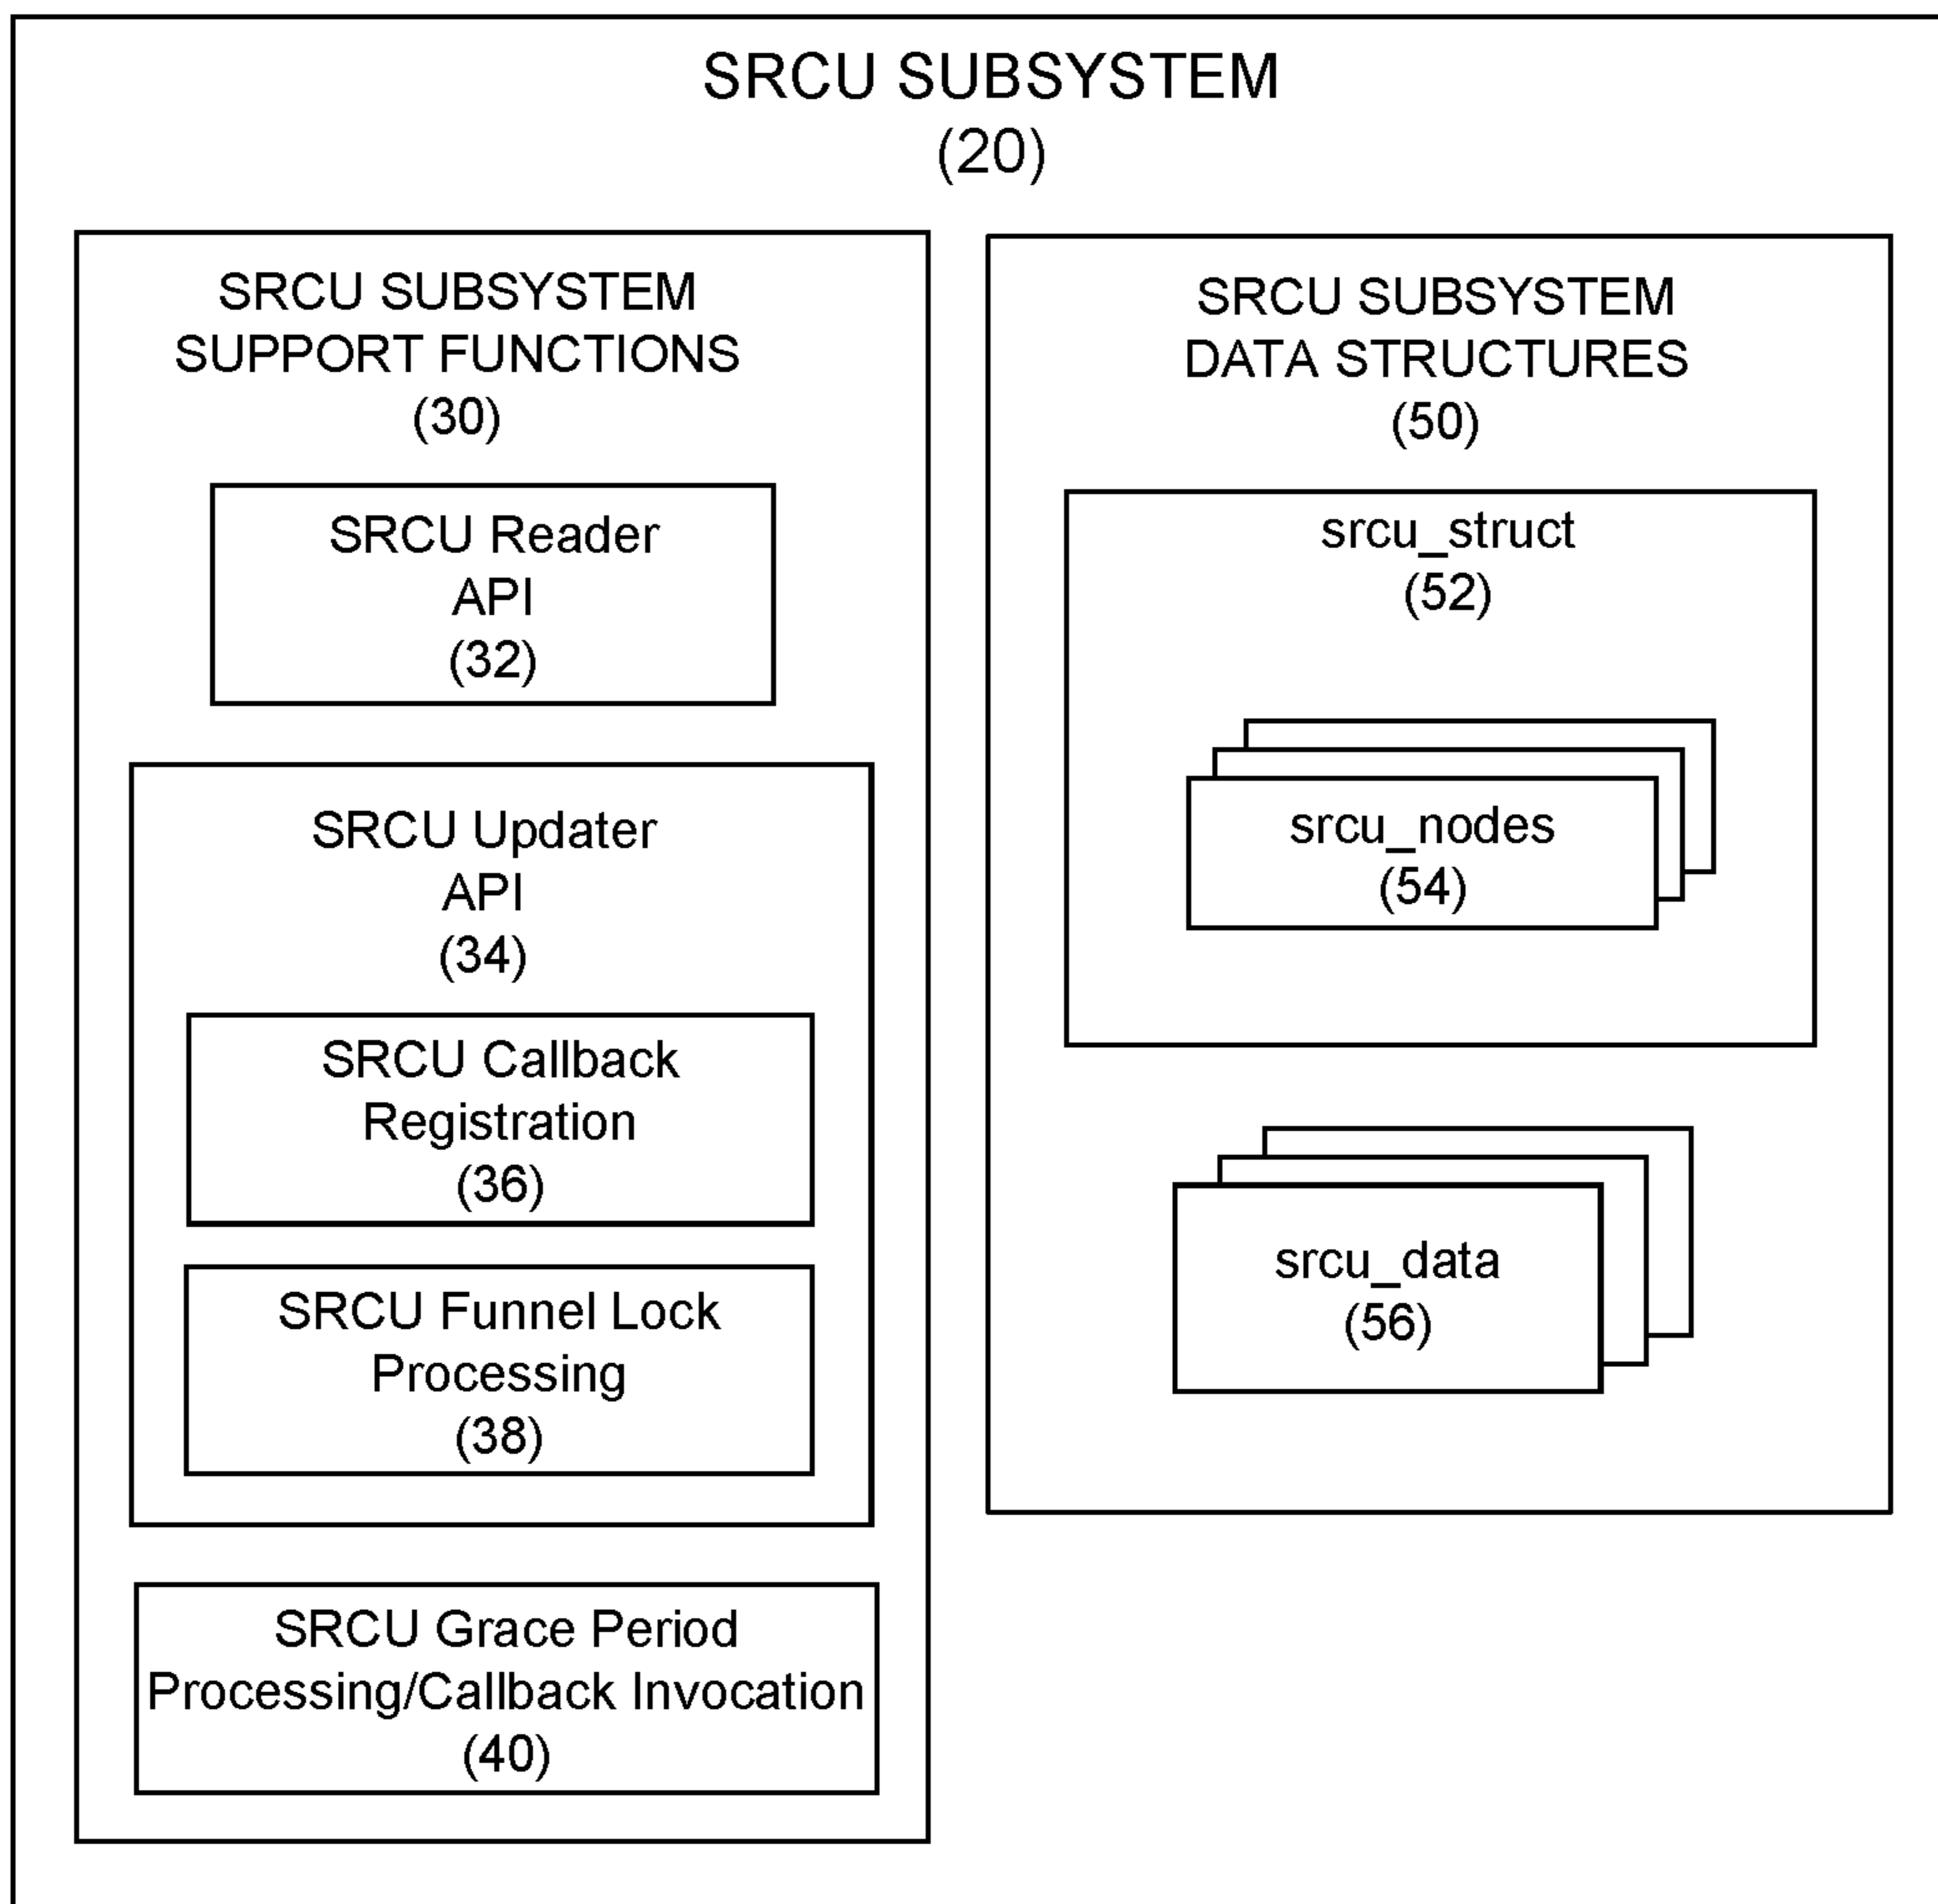 SRCU SUBSYSTEM
(20)
SRCU SUBSYSTEM
SUPPORT FUNCTIONS
(30)
SRCU Reader
API
(32)
SRCU Updater
API
(34)
SRCU Callback
Registration
(36)
SRCU Funnel Lock
Processing
(38)
SRCU Grace Period
Processing/Callback Invocation
(40)
SRCU SUBSYSTEM
DATA STRUCTURES
(50)
srcu_struct
(52)
srcu_nodes
(54)
srcu_data
(56)